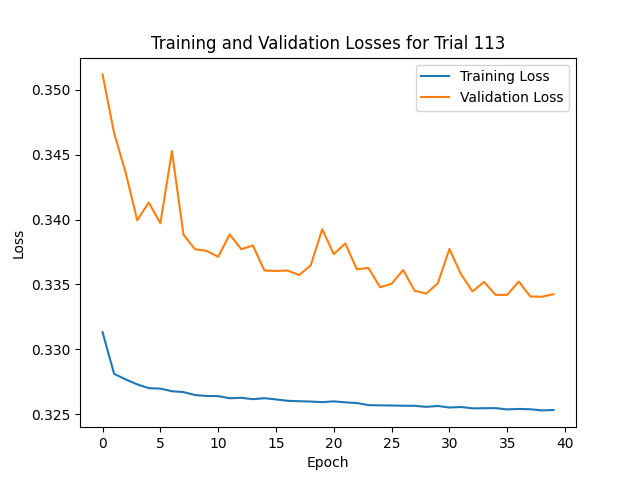 Training and Validation Losses for Trial 113
Training Loss
Validation Loss
0.350
0.345
0.340
0.335
0.330
0.325
Loss
0 5 10 15 20 25 30 35 40
Epoch